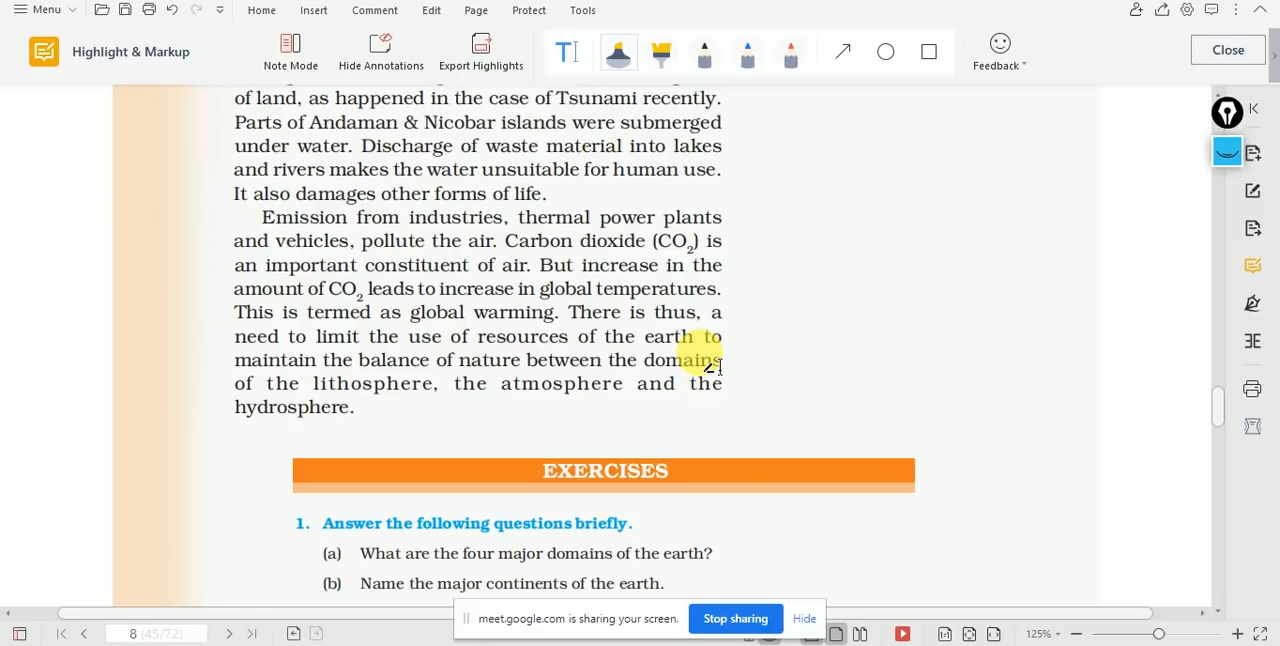 Menu
Home Insert Comment Edit Page Protect Tools
Highlight & Markup
Note Mode Hide Annotations Export Highlights Feedback Close
of land, as happened in the case of Tsunami recently.
Parts of Andaman & Nicobar islands were submerged
under water. Discharge of waste material into lakes
and rivers makes the water unsuitable for human use.
It also damages other forms of life.
Emission from industries, thermal power plants
and vehicles, pollute the air. Carbon dioxide (CO₂) is
an important constituent of air. But increase in the
amount of CO₂ leads to increase in global temperatures.
This is termed as global warming. There is thus, a
need to limit the use of resources of the earth to
maintain the balance of nature between the domains
of the lithosphere, the atmosphere and the
hydrosphere.
EXERCISES
1. Answer the following questions briefly.
(a) What are the four major domains of the earth?
(b) Name the major continents of the earth.
meet.google.com is sharing your screen. Stop sharing Hide
8 (45/72) 125%